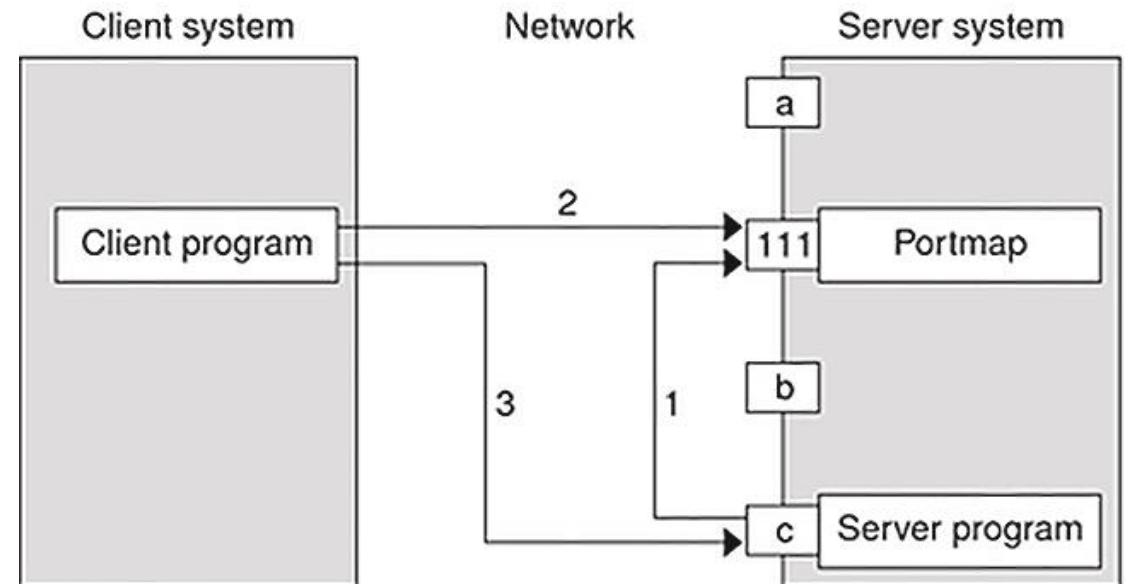 Client system
Network
Server system
a
2
Client program
111
Portmap
b
3
1
c
Server program